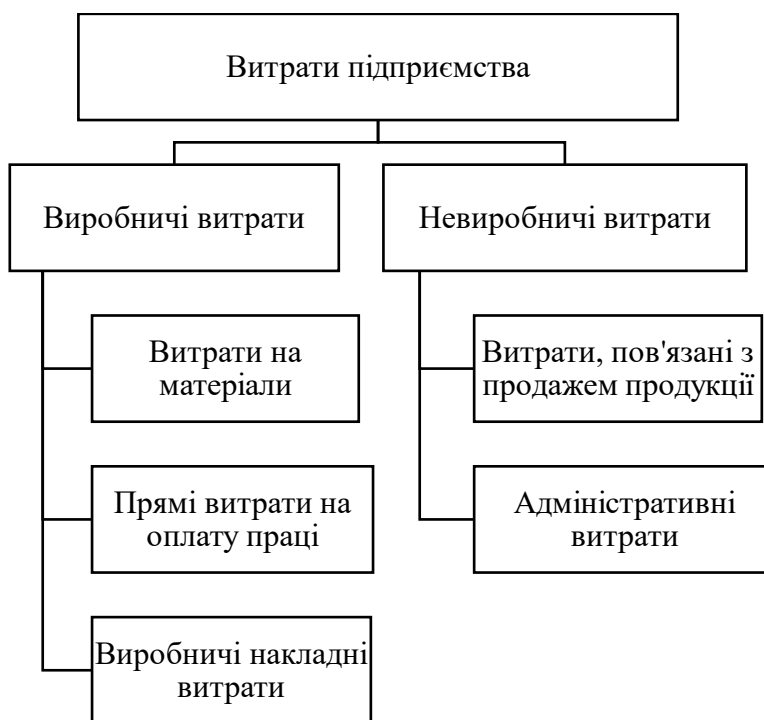 Витрати підприємства
Виробничі витрати
Невиробничі витрати
Витрати на
матеріали
Витрати, пов'язані з
продажем продукції
Прямі витрати на
оплату праці
Адміністративні
витрати
Виробничі накладні
витрати